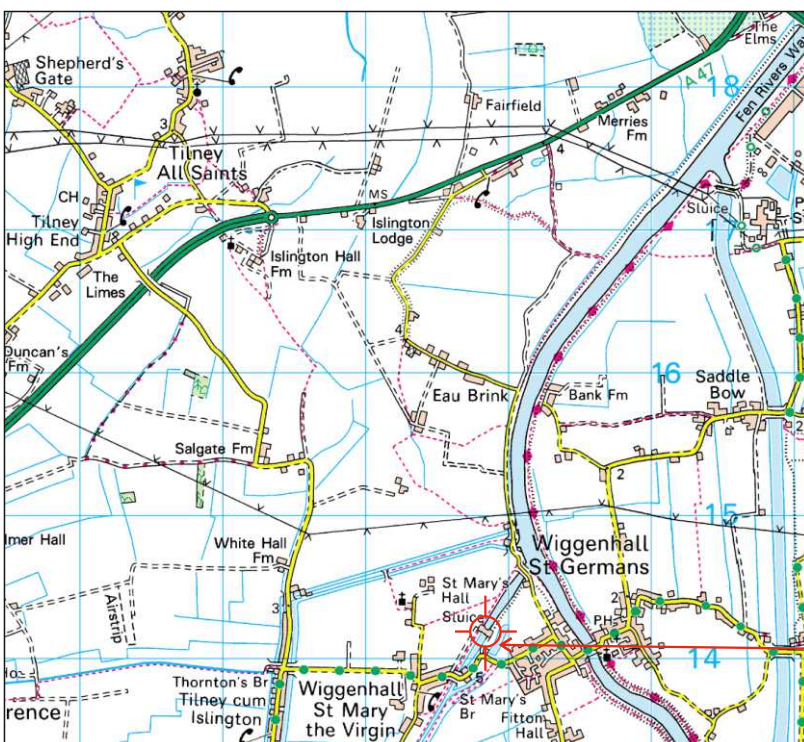 The
Elms
Shepherd's
Gate
A 47
18
Fen Rivers Wa
Fairfield
Merries
Fm
3
4
Tilney
All Saints
MS
CH
Sluice
P
S
17
Tilney
High End
Islington
Lodge
Islington Hall
Fm
The
Limes
4
Duncan's
Fm
16
Saddle
Bow
Eau Brink
Bank Fm
2
Salgate Fm
2
15
lmer Hall
White Hall
Fm
Wiggenhall
St Germans
St Mary's
Hall
Airstrip
3
2
Sluice
PH
14
5
Thornton's Br
Tilney cum
Islington
Wiggenhall
St Mary
the Virgin
St Mary's
Br
Fitton
Hall
rence